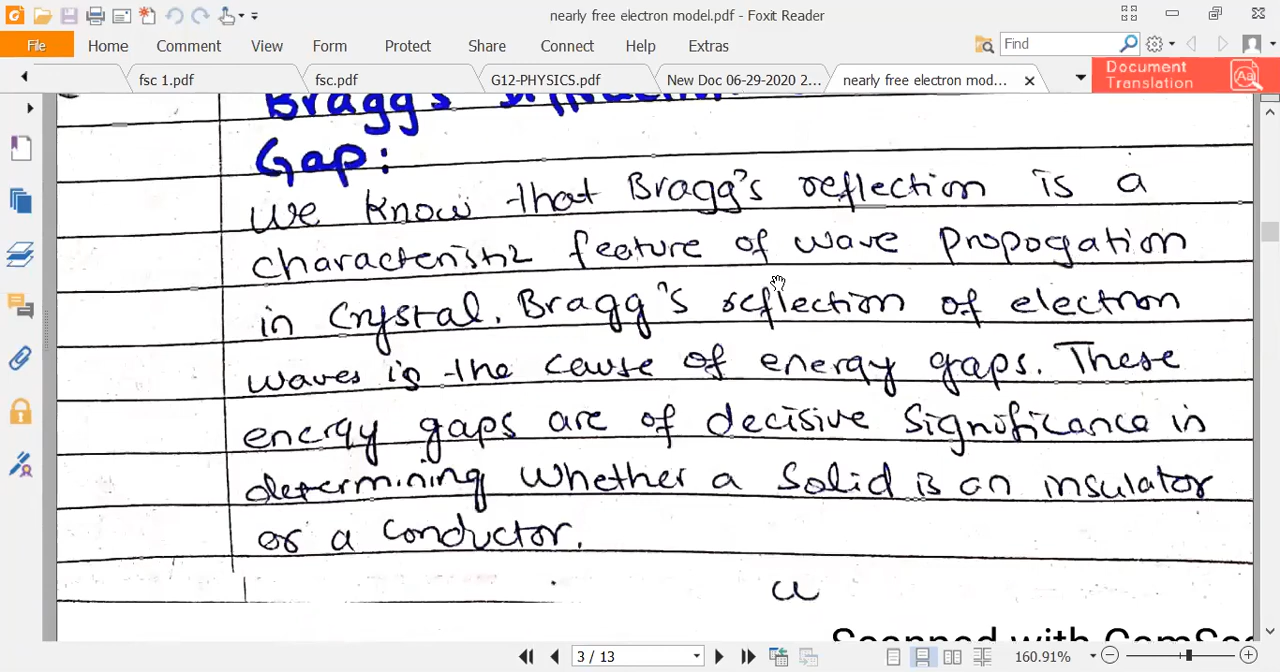 nearly free electron model.pdf - Foxit Reader
File Home Comment View Form Protect Share Connect Help Extras Find
fsc 1.pdf fsc.pdf G12-PHYSICS.pdf New Doc 06-29-2020 2... nearly free electron mod... Document
Translation
Bragg's
Gap:
We know that Bragg's reflection is a
characteristic feature of wave propogation
in Crystal. Bragg's reflection of electron
waves is the cause of energy gaps. These
energy gaps are of decisive significance in
determining whether a Solid is an insulator
or a conductor.
Scanned with CamSc
3 / 13 160.91%